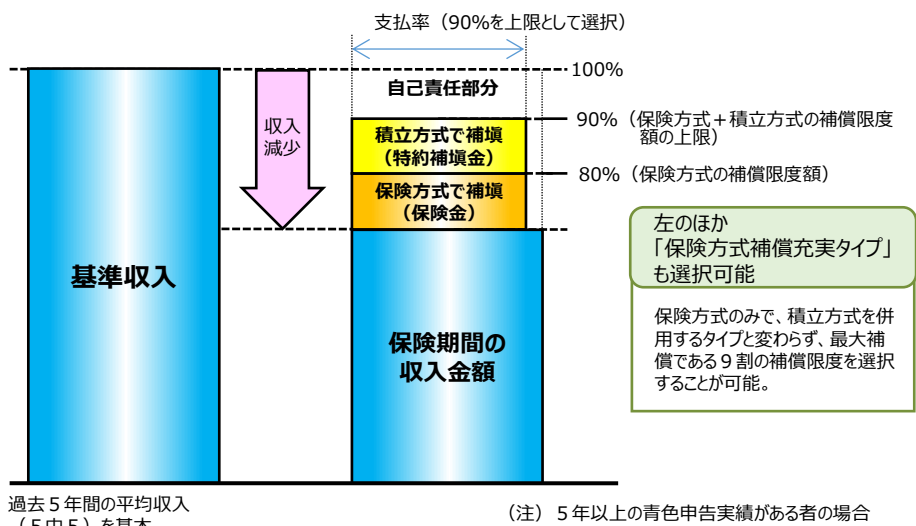 支払率（90%を上限として選択）
100%
自己責任部分
収入
減少
積立方式で補填
（特約補填金）
90%（保険方式＋積立方式の補償限度
額の上限）
80%（保険方式の補償限度額）
保険方式で補填
（保険金）
基準収入
保険期間の
収入金額
左のほか
「保険方式補償充実タイプ」
も選択可能
保険方式のみで、積立方式を併
用するタイプと変わらず、最大補
償である９割の補償限度を選択
することが可能。
過去５年間の平均収入
（５中５）を基本
（注）５年以上の青色申告実績がある者の場合